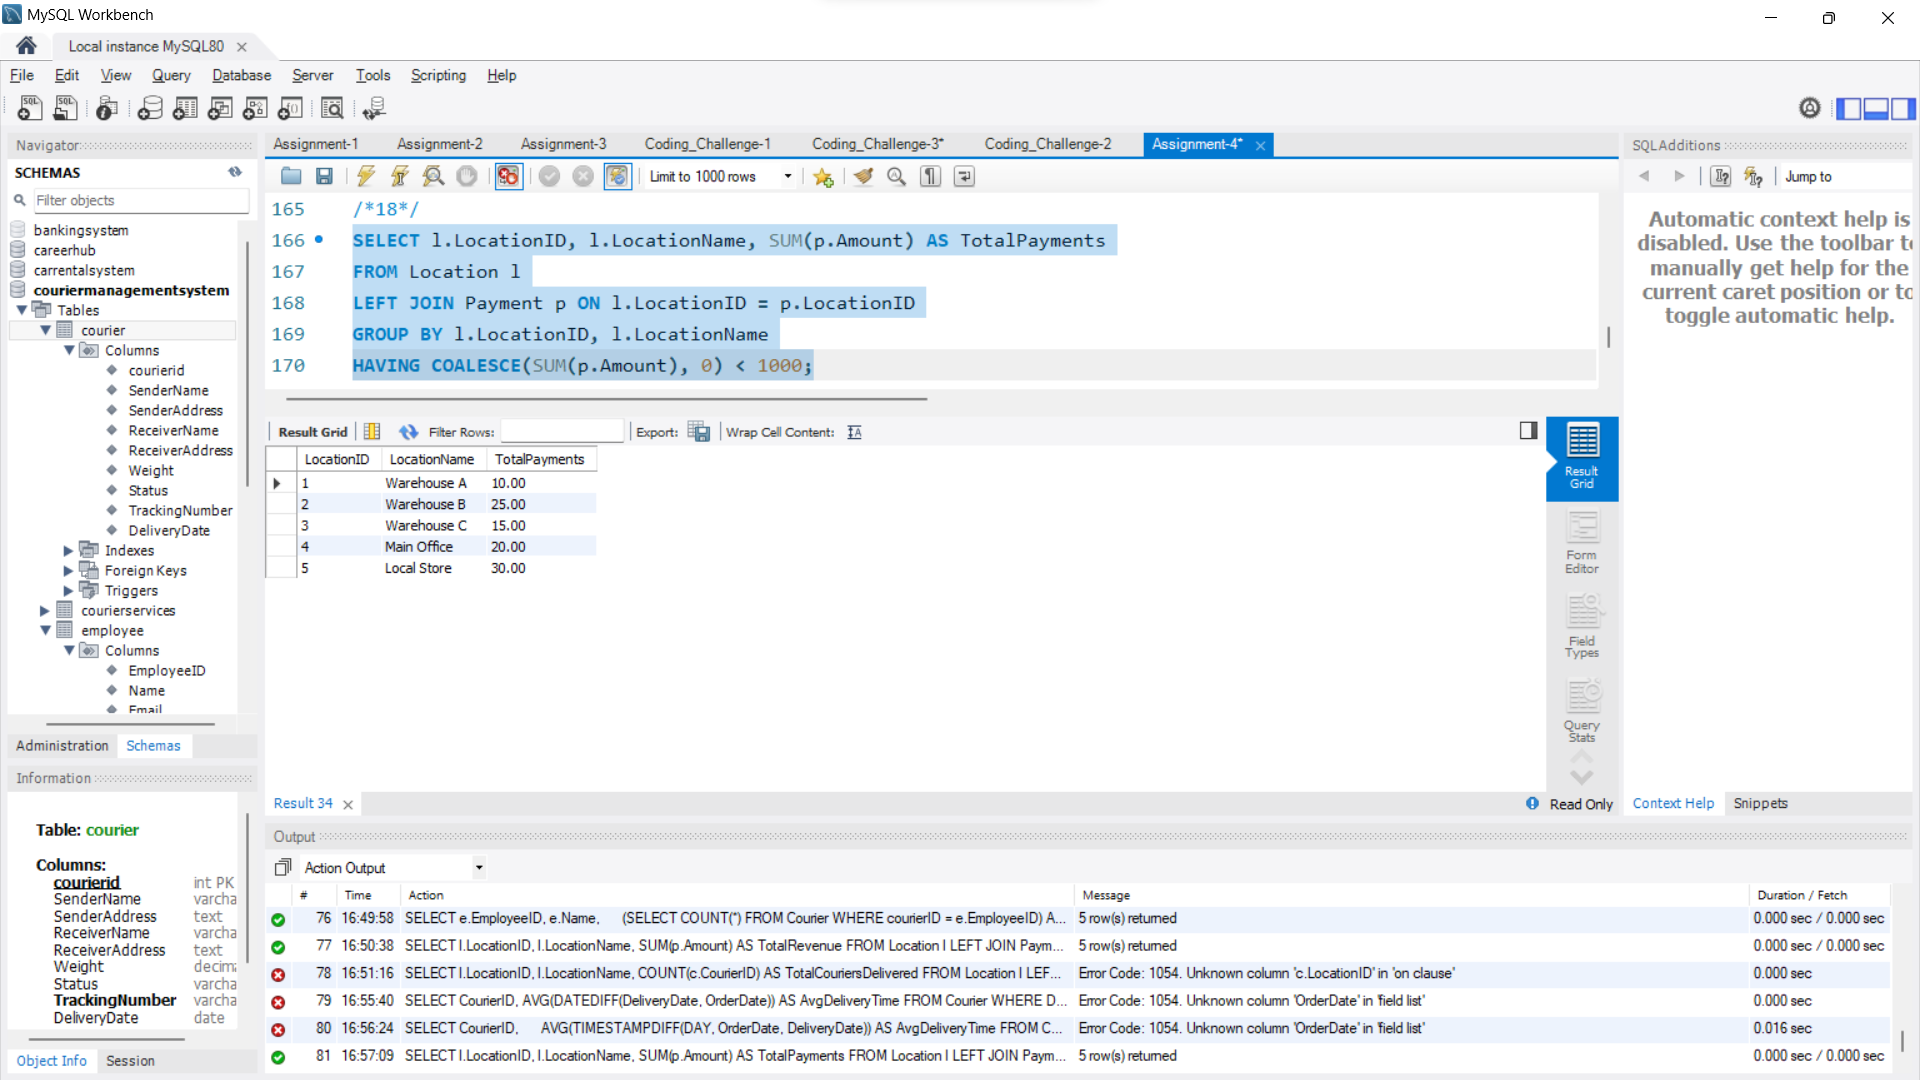 MySQL Workbench
Local instance MySQL80
File Edit View Query Database Server Tools Scripting Help
Navigator
SCHEMAS
Filter objects
bankingsystem
careerhub
carrentalsystem
couriermanagementsystem
Tables
courier
Columns
courierid
SenderName
SenderAddress
ReceiverName
ReceiverAddress
Weight
Status
TrackingNumber
DeliveryDate
Indexes
Foreign Keys
Triggers
courierservices
employee
Columns
EmployeeID
Name
Email
Administration Schemas
Information
Table: courier
Columns:
courierid int PK
SenderName varcha
SenderAddress text
ReceiverName varcha
ReceiverAddress text
Weight decim
Status varcha
TrackingNumber varcha
DeliveryDate date
Object Info Session
Assignment-1 Assignment-2 Assignment-3 Coding_Challenge-1 Coding_Challenge-3* Coding_Challenge-2 Assignment-4*
Limit to 1000 rows
165 /*18*/
166 SELECT l.LocationID, l.LocationName, SUM(p.Amount) AS TotalPayments
167 FROM Location l
168 LEFT JOIN Payment p ON l.LocationID = p.LocationID
169 GROUP BY l.LocationID, l.LocationName
170 HAVING COALESCE(SUM(p.Amount), 0) < 1000;
Result Grid Filter Rows: Export: Wrap Cell Content:
LocationID LocationName TotalPayments
1 Warehouse A 10.00
2 Warehouse B 25.00
3 Warehouse C 15.00
4 Main Office 20.00
5 Local Store 30.00
Result Grid
Form Editor
Field Types
Query Stats
Result 34
Read Only
SQLAdditions
Jump to
Automatic context help is
disabled. Use the toolbar t
manually get help for the
current caret position or to
toggle automatic help.
Context Help Snippets
Output
Action Output
# Time Action Message Duration / Fetch
76 16:49:58 SELECT e.EmployeeID, e.Name, (SELECT COUNT(*) FROM Courier WHERE courierID = e.EmployeeID) A... 5 row(s) returned 0.000 sec / 0.000 sec
77 16:50:38 SELECT l.LocationID, l.LocationName, SUM(p.Amount) AS TotalRevenue FROM Location l LEFT JOIN Paym... 5 row(s) returned 0.000 sec / 0.000 sec
78 16:51:16 SELECT l.LocationID, l.LocationName, COUNT(c.CourierID) AS TotalCouriersDelivered FROM Location l LEF... Error Code: 1054. Unknown column 'c.LocationID' in 'on clause' 0.000 sec
79 16:55:40 SELECT CourierID, AVG(DATEDIFF(DeliveryDate, OrderDate)) AS AvgDeliveryTime FROM Courier WHERE D... Error Code: 1054. Unknown column 'OrderDate' in 'field list' 0.000 sec
80 16:56:24 SELECT CourierID, AVG(TIMESTAMPDIFF(DAY, OrderDate, DeliveryDate)) AS AvgDeliveryTime FROM C... Error Code: 1054. Unknown column 'OrderDate' in 'field list' 0.016 sec
81 16:57:09 SELECT l.LocationID, l.LocationName, SUM(p.Amount) AS TotalPayments FROM Location l LEFT JOIN Paym... 5 row(s) returned 0.000 sec / 0.000 sec